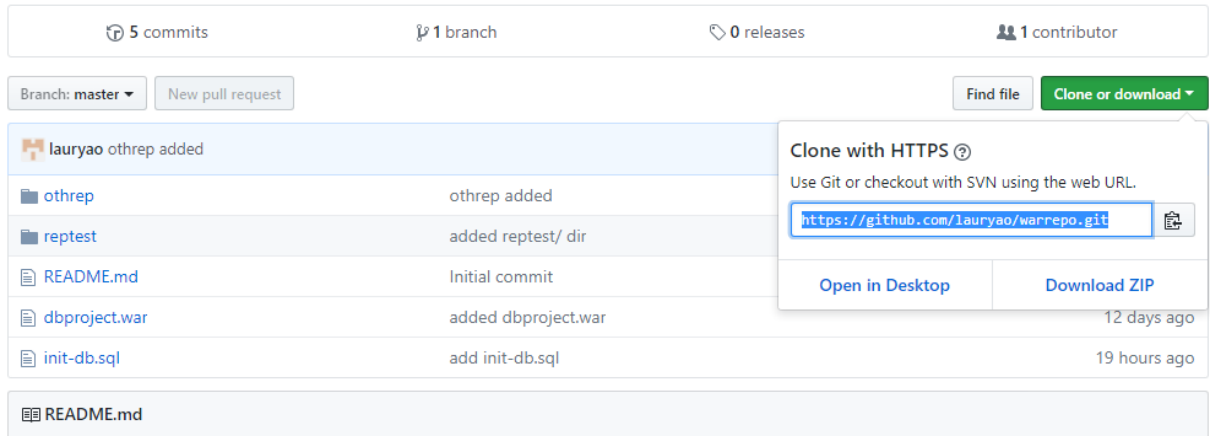 5 commits 1 branch 0 releases 1 contributor
Branch: master New pull request Find file Clone or download
lauryao othrep added
Clone with HTTPS
Use Git or checkout with SVN using the web URL.
https://github.com/lauryao/warrepo.git
Open in Desktop Download ZIP
othrep othrep added
reptest added reptest/ dir
README.md Initial commit
dbproject.war added dbproject.war 12 days ago
init-db.sql add init-db.sql 19 hours ago
README.md